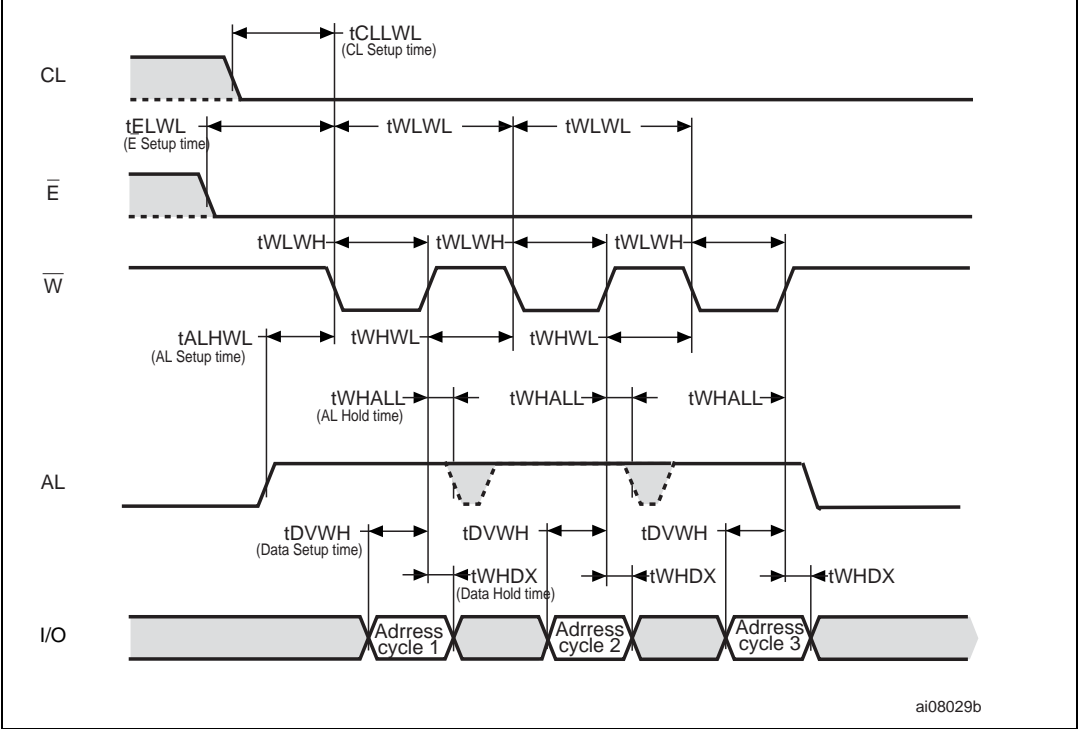 tCLLWL
(CL Setup time)
CL
tELWL
(E Setup time)
tWLWL
tWLWL
E
tWLWH
tWLWH
tWLWH
W
tALHWL
(AL Setup time)
tWHWL
tWHWL
tWHALL
(AL Hold time)
tWHALL
tWHALL
AL
tDVWH
(Data Setup time)
tDVWH
tDVWH
tWHDX
(Data Hold time)
tWHDX
tWHDX
I/O
Adrress
cycle 1
Adrress
cycle 2
Adrress
cycle 3
ai08029b